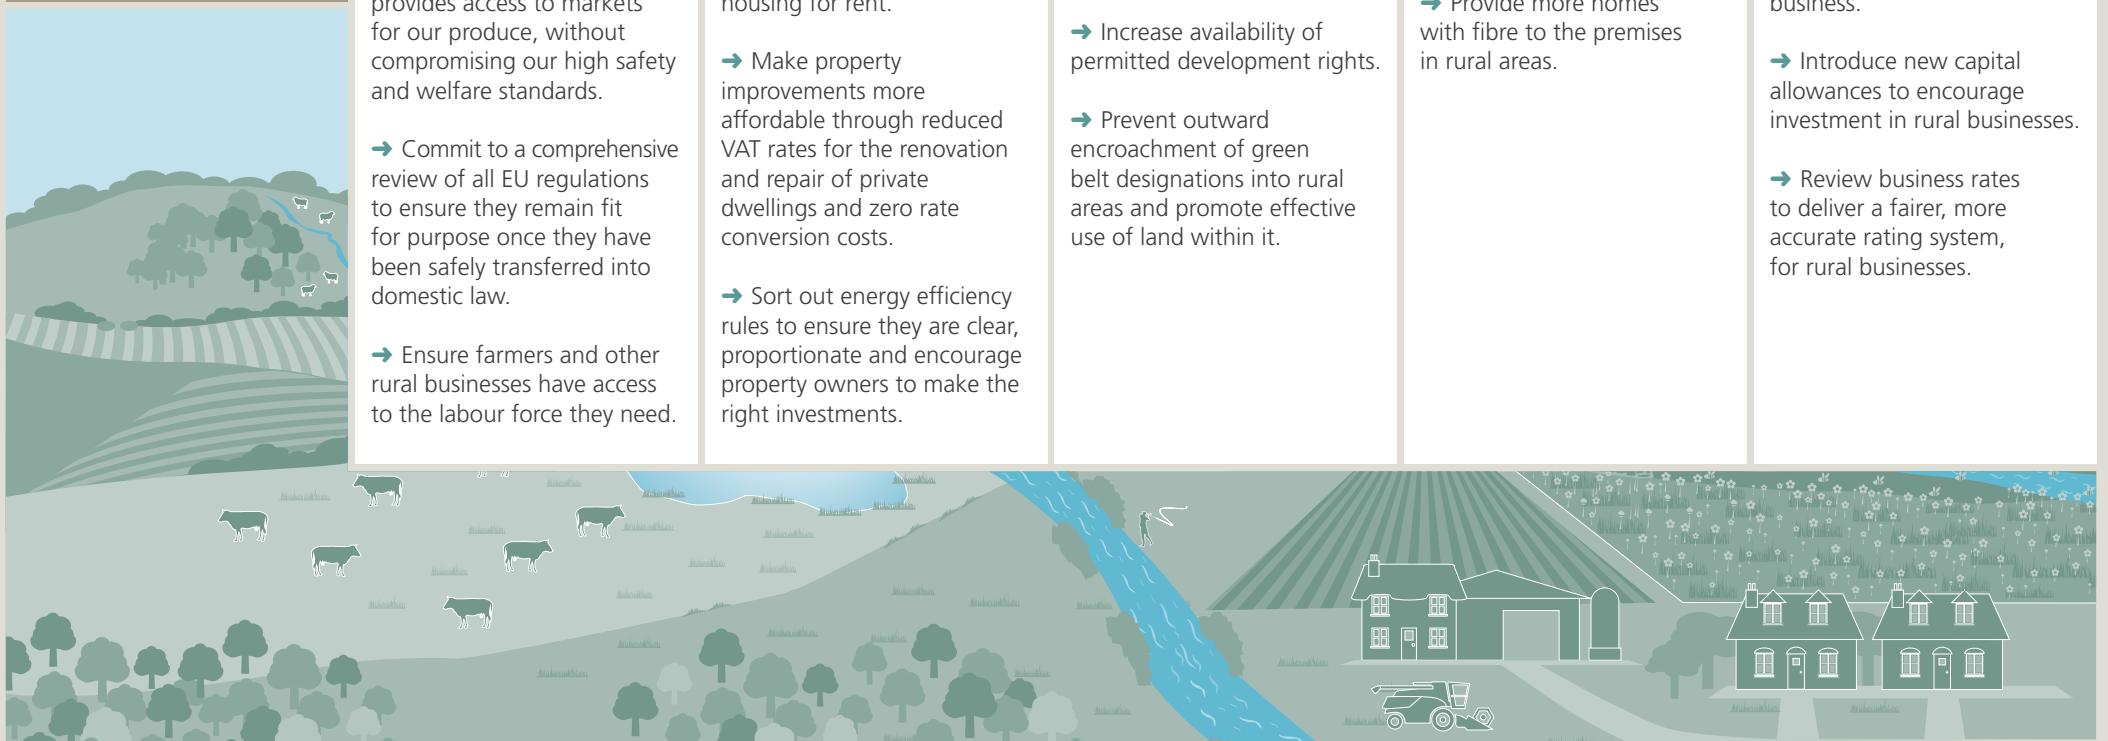 provides access to markets
for our produce, without
compromising our high safety
and welfare standards.
➜ Commit to a comprehensive
review of all EU regulations
to ensure they remain fit
for purpose once they have
been safely transferred into
domestic law.
➜ Ensure farmers and other
rural businesses have access
to the labour force they need.
housing for rent.
➜ Make property
improvements more
affordable through reduced
VAT rates for the renovation
and repair of private
dwellings and zero rate
conversion costs.
➜ Sort out energy efficiency
rules to ensure they are clear,
proportionate and encourage
property owners to make the
right investments.
➜ Increase availability of
permitted development rights.
➜ Prevent outward
encroachment of green
belt designations into rural
areas and promote effective
use of land within it.
➜ Provide more homes
with fibre to the premises
in rural areas.
business.
➜ Introduce new capital
allowances to encourage
investment in rural businesses.
➜ Review business rates
to deliver a fairer, more
accurate rating system,
for rural businesses.